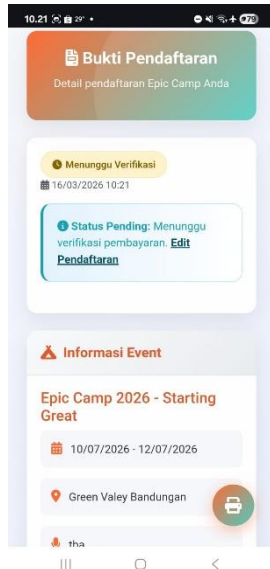 10.21 29°
79
Bukti Pendaftaran
Detail pendaftaran Epic Camp Anda
Menunggu Verifikasi
16/03/2026 10:21
Status Pending: Menunggu
verifikasi pembayaran. Edit
Pendaftaran
Informasi Event
Epic Camp 2026 - Starting
Great
10/07/2026 - 12/07/2026
Green Valey Bandungan
tba